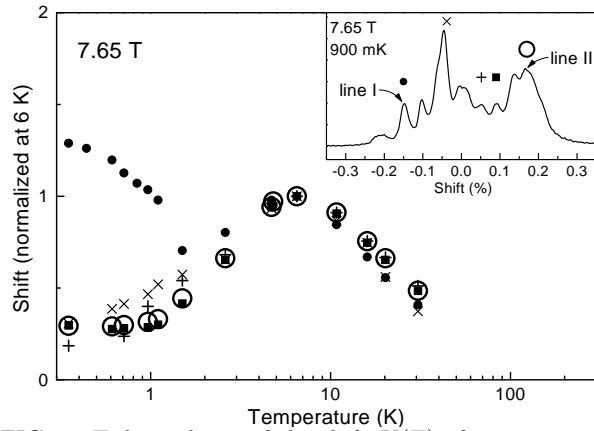 2
7.65 T
7.65 T
900 mK
line I
line II
-0.3 -0.2 -0.1 0.0 0.1 0.2 0.3
Shift (%)
1
Shift (normalized at 6 K)
0
1 10 100
Temperature (K)